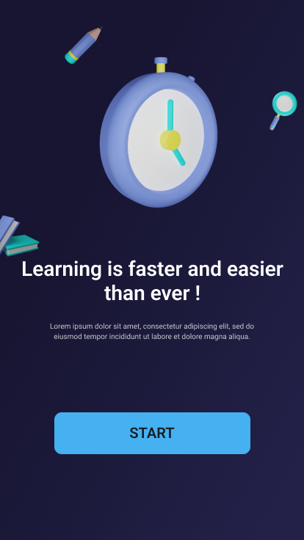 Learning is faster and easier
than ever !
Lorem ipsum dolor sit amet, consectetur adipiscing elit, sed do
eiusmod tempor incididunt ut labore et dolore magna aliqua.
START